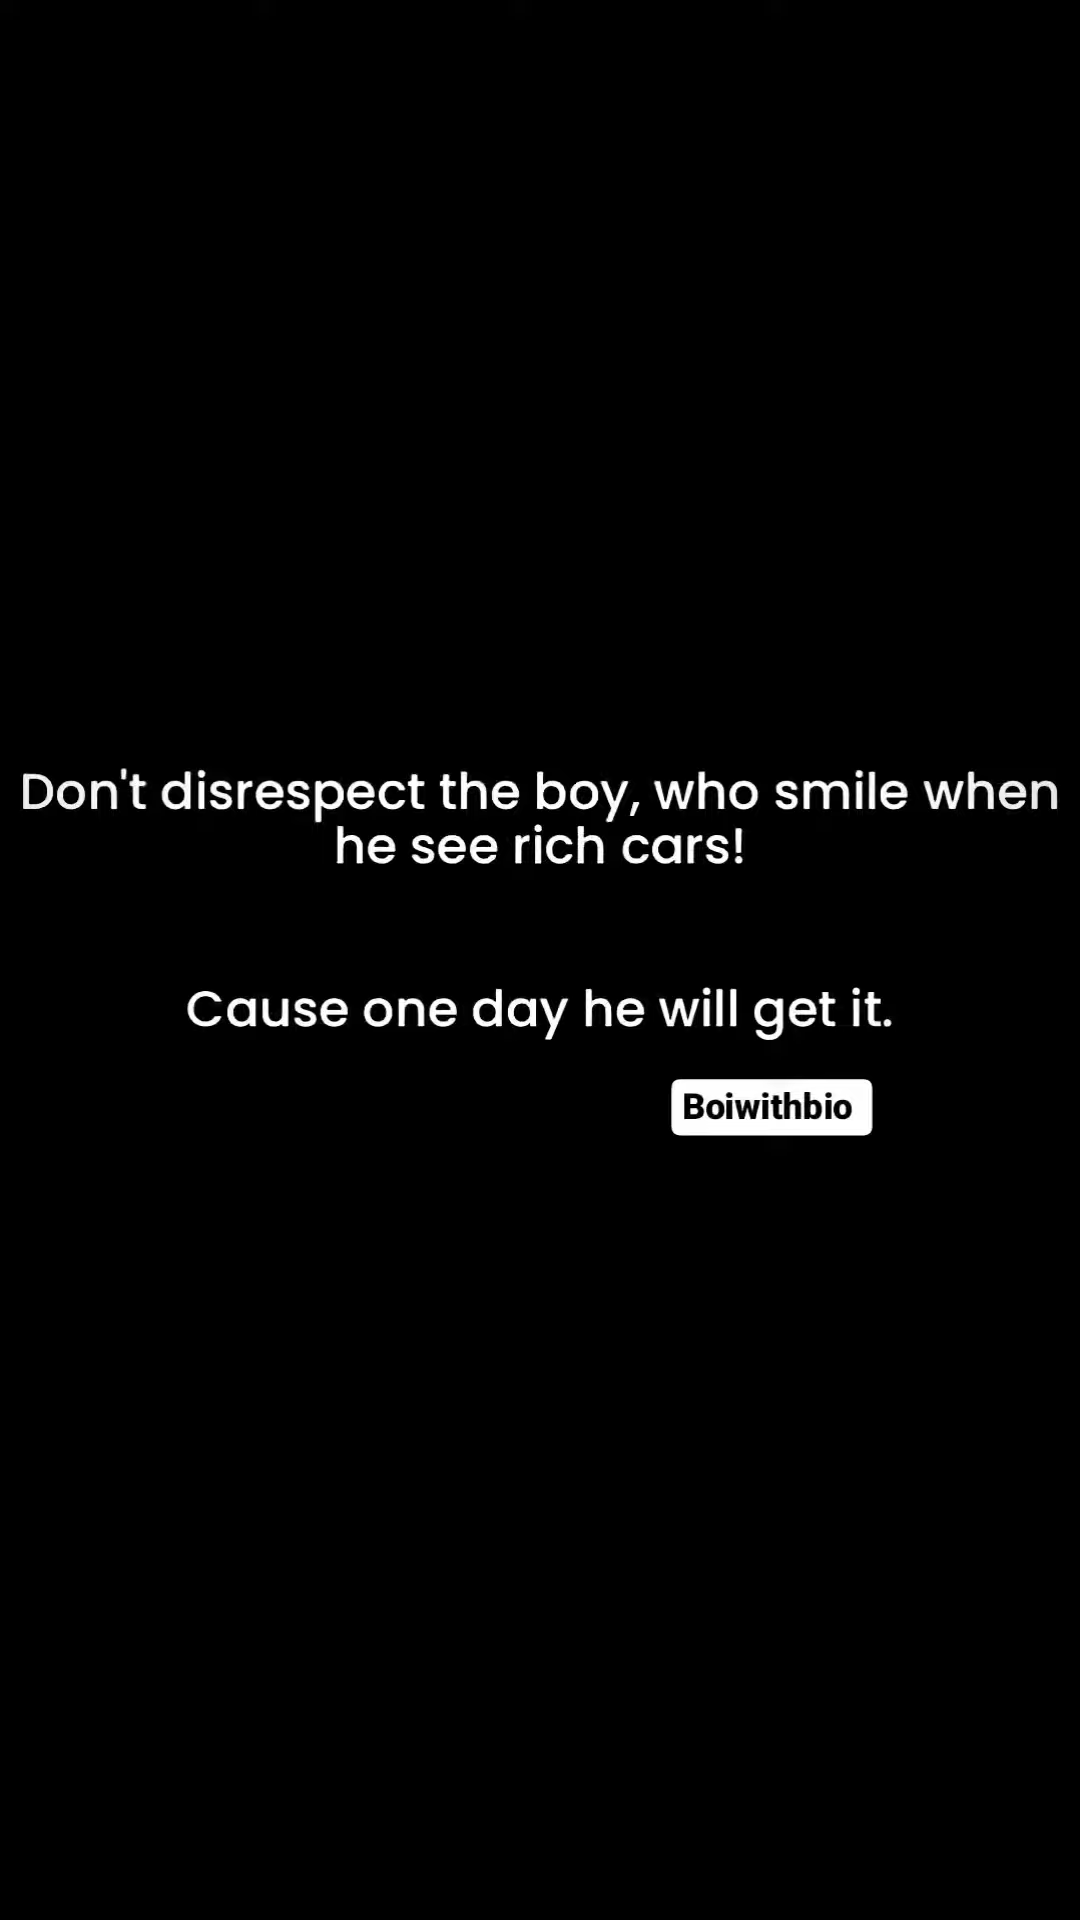 Don't disrespect the boy, who smile when
he see rich cars!
Cause one day he will get it.
Boiwithbio